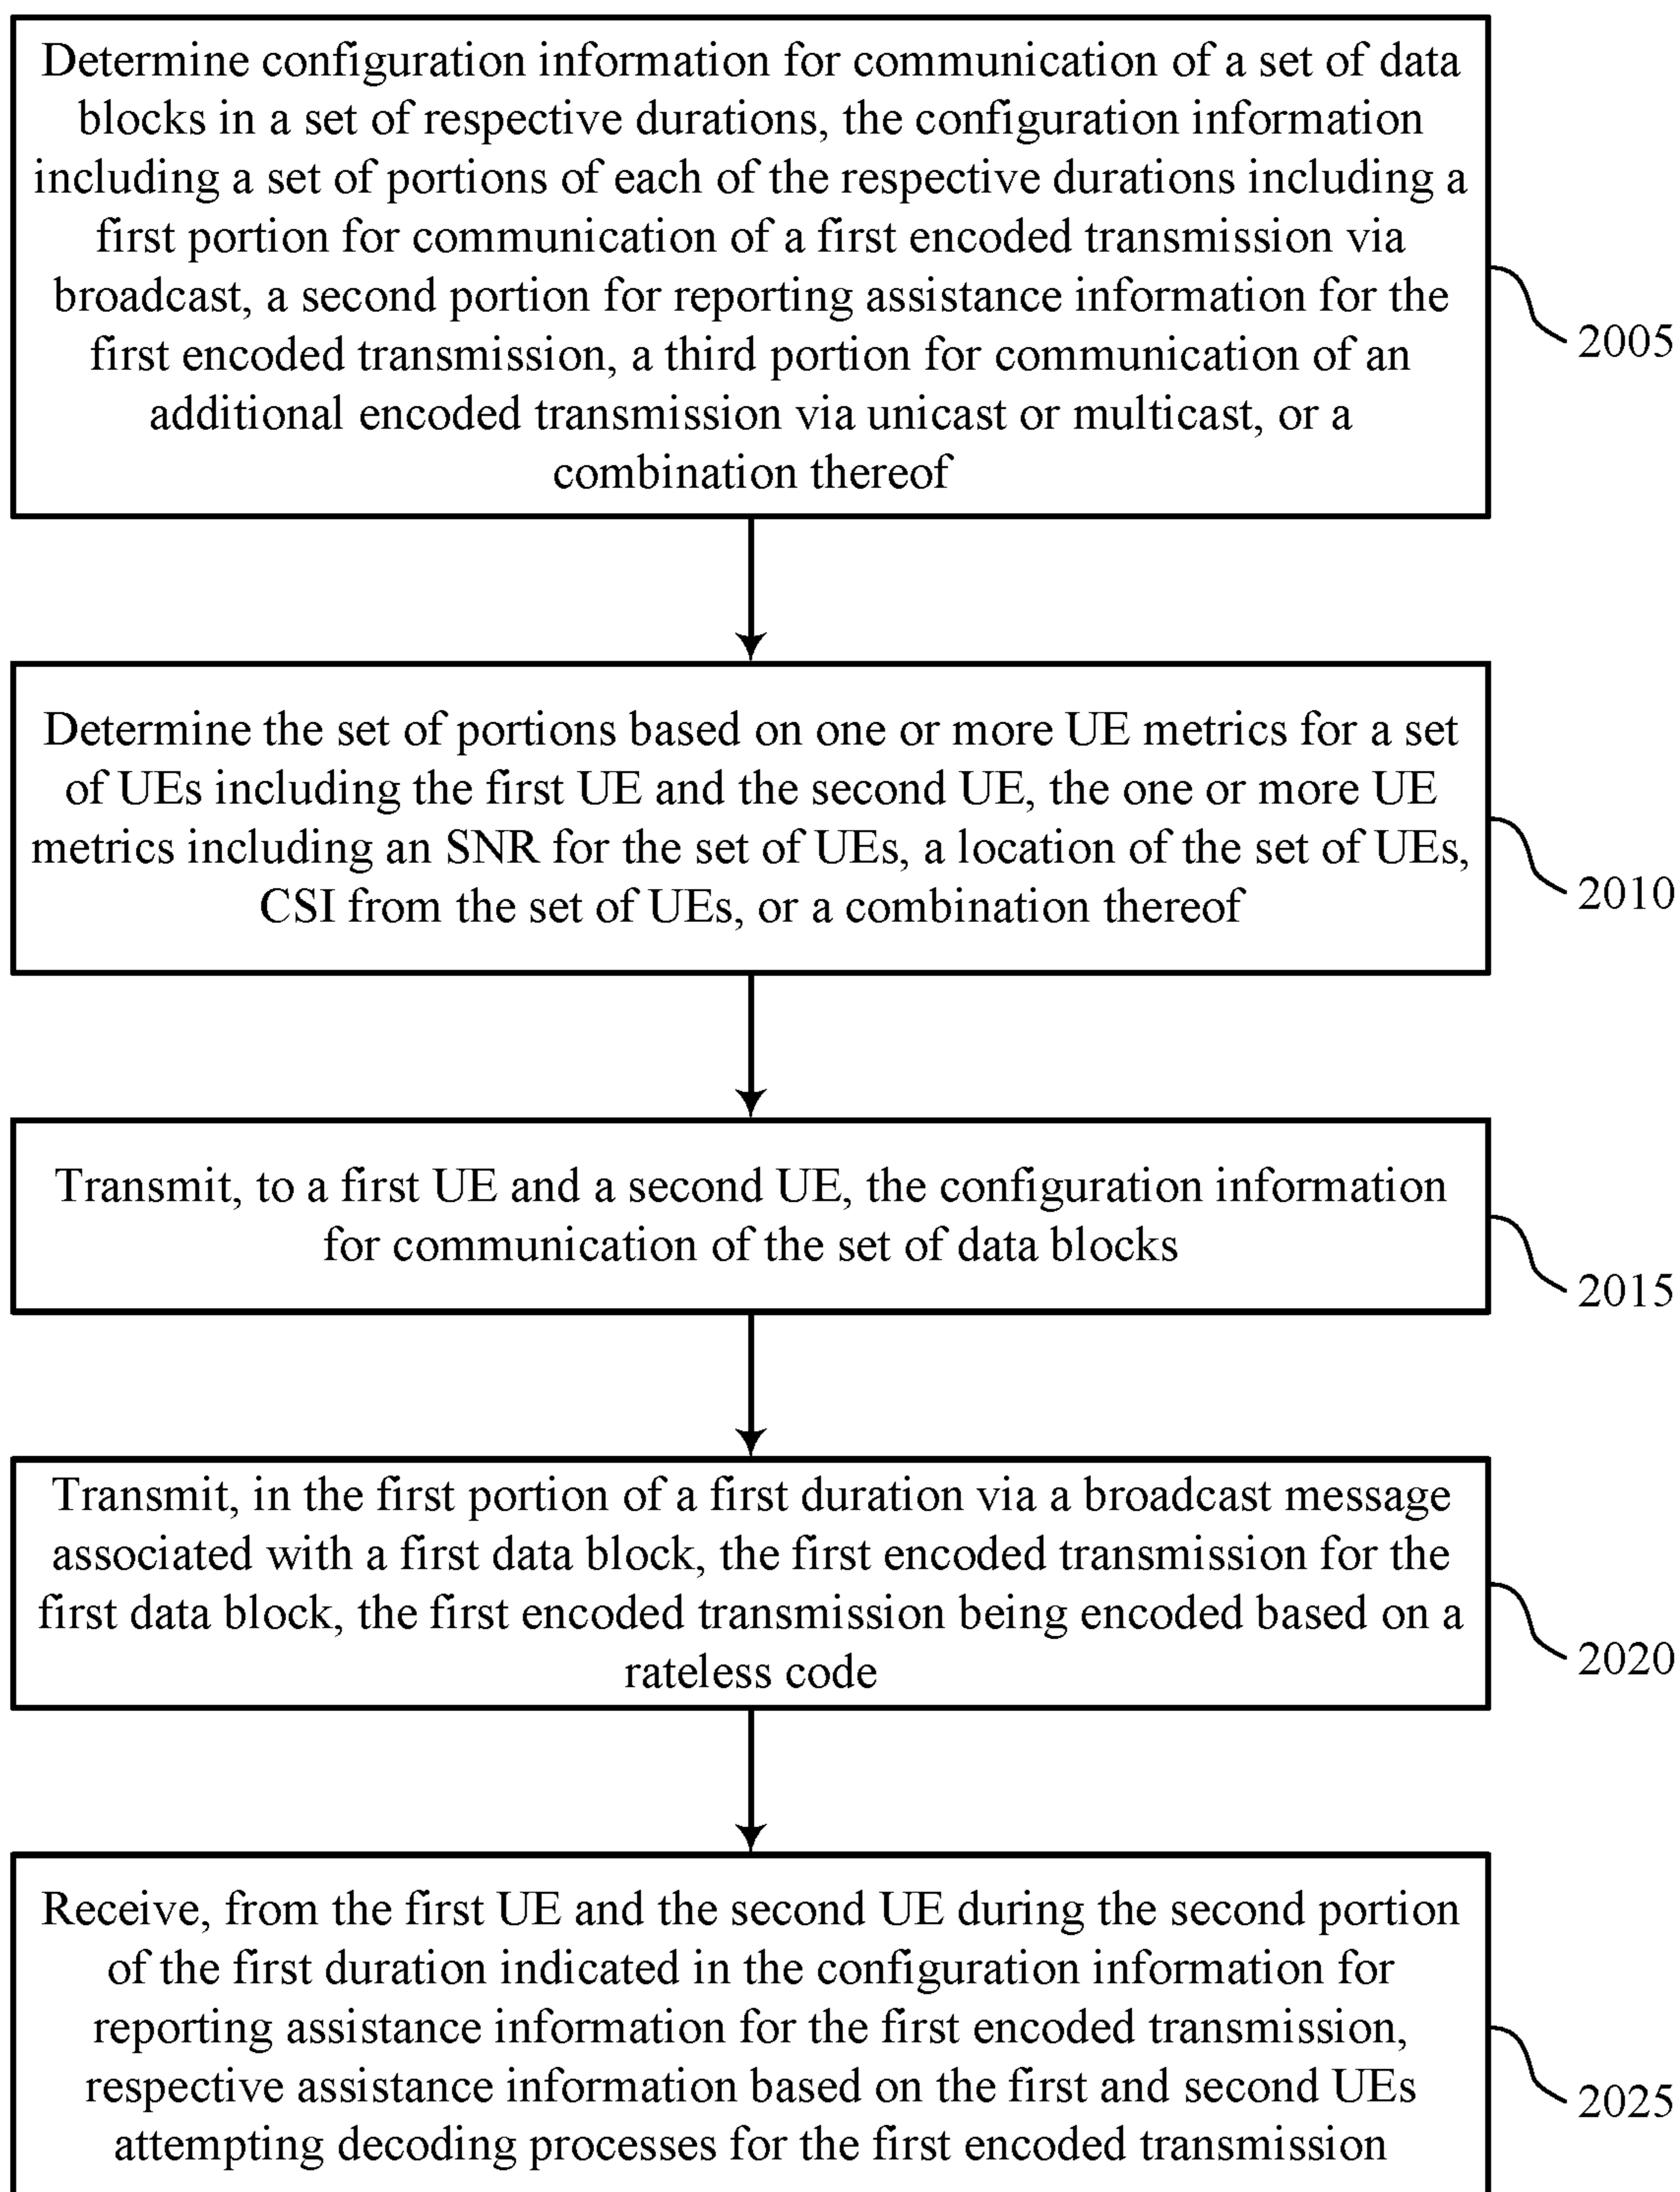 Determine configuration information for communication of a set of data
blocks in a set of respective durations, the configuration information
including a set of portions of each of the respective durations including a
first portion for communication of a first encoded transmission via
broadcast, a second portion for reporting assistance information for the
first encoded transmission, a third portion for communication of an
additional encoded transmission via unicast or multicast, or a
combination thereof
2005
Determine the set of portions based on one or more UE metrics for a set
of UEs including the first UE and the second UE, the one or more UE
metrics including an SNR for the set of UEs, a location of the set of UEs,
CSI from the set of UEs, or a combination thereof
2010
Transmit, to a first UE and a second UE, the configuration information
for communication of the set of data blocks
2015
Transmit, in the first portion of a first duration via a broadcast message
associated with a first data block, the first encoded transmission for the
first data block, the first encoded transmission being encoded based on a
rateless code
2020
Receive, from the first UE and the second UE during the second portion
of the first duration indicated in the configuration information for
reporting assistance information for the first encoded transmission,
respective assistance information based on the first and second UEs
attempting decoding processes for the first encoded transmission
2025